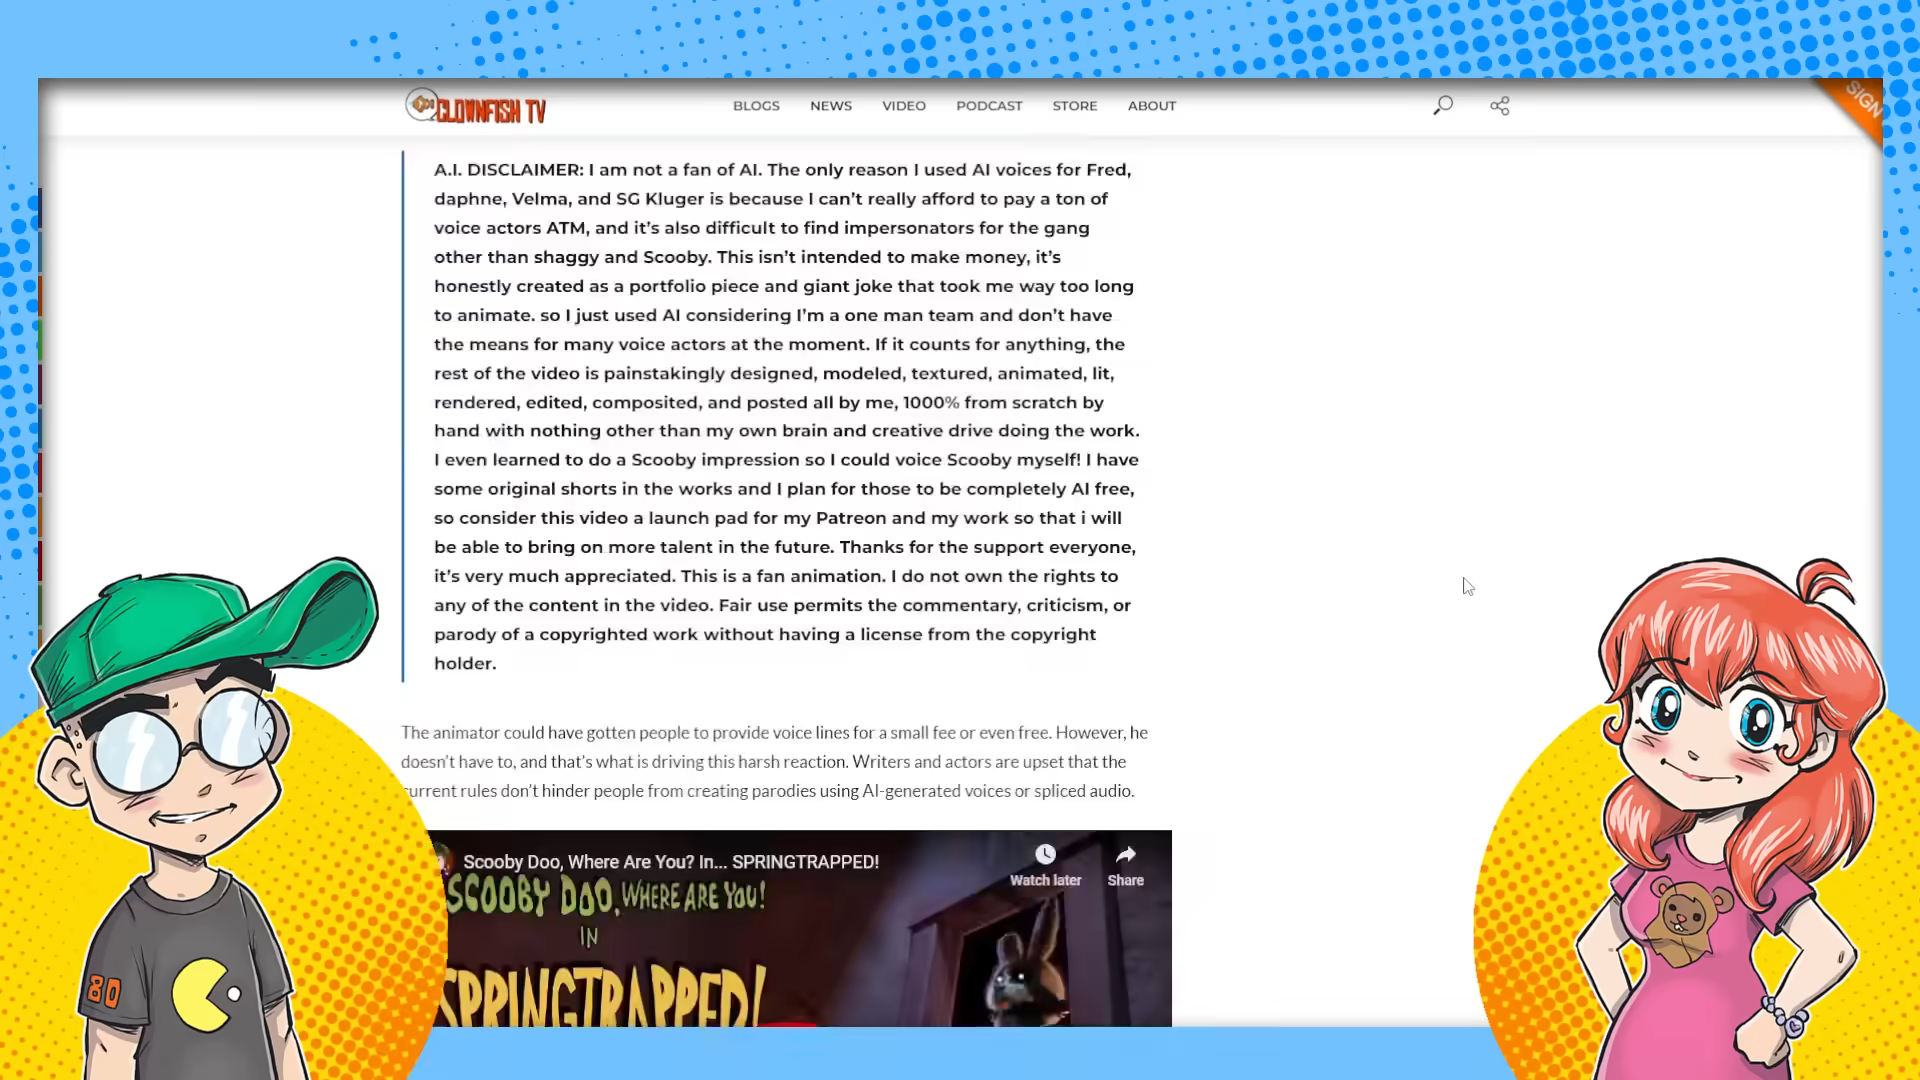 CLOWNFISH TV
BLOGS NEWS VIDEO PODCAST STORE ABOUT
SIGN
A.I. DISCLAIMER: I am not a fan of AI. The only reason I used AI voices for Fred,
daphne, Velma, and SG Kluger is because I can’t really afford to pay a ton of
voice actors ATM, and it’s also difficult to find impersonators for the gang
other than shaggy and Scooby. This isn’t intended to make money, it’s
honestly created as a portfolio piece and giant joke that took me way too long
to animate. so I just used AI considering I’m a one man team and don’t have
the means for many voice actors at the moment. If it counts for anything, the
rest of the video is painstakingly designed, modeled, textured, animated, lit,
rendered, edited, composited, and posted all by me, 1000% from scratch by
hand with nothing other than my own brain and creative drive doing the work.
I even learned to do a Scooby impression so I could voice Scooby myself! I have
some original shorts in the works and I plan for those to be completely AI free,
so consider this video a launch pad for my Patreon and my work so that i will
be able to bring on more talent in the future. Thanks for the support everyone,
it’s very much appreciated. This is a fan animation. I do not own the rights to
any of the content in the video. Fair use permits the commentary, criticism, or
parody of a copyrighted work without having a license from the copyright
holder.
The animator could have gotten people to provide voice lines for a small fee or even free. However, he
doesn’t have to, and that’s what is driving this harsh reaction. Writers and actors are upset that the
current rules don’t hinder people from creating parodies using AI-generated voices or spliced audio.
Scooby Doo, Where Are You? In... SPRINGTRAPPED!
Watch later Share
SCOOBY DOO, WHERE ARE YOU!
IN
SPRINGTRAPPED!
80